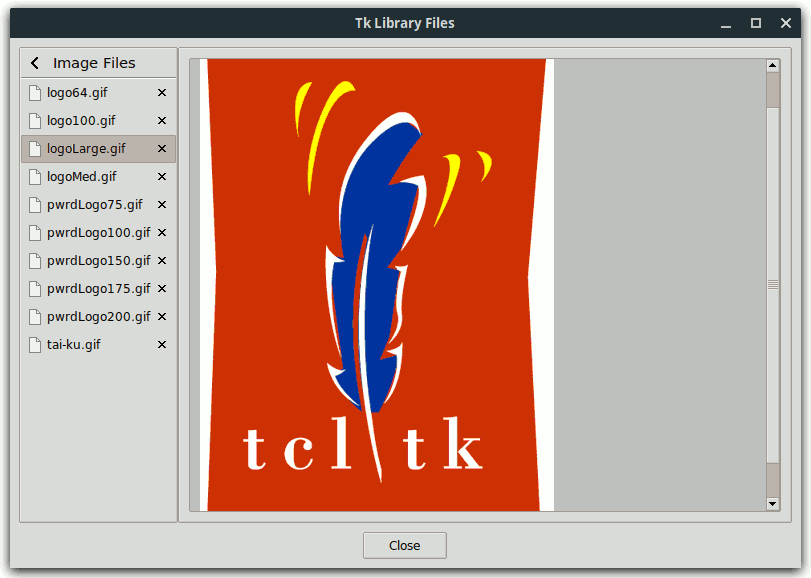 Tk Library Files
Image Files
logo64.gif
logo100.gif
logoLarge.gif
logoMed.gif
pwrdLogo75.gif
pwrdLogo100.gif
pwrdLogo150.gif
pwrdLogo175.gif
pwrdLogo200.gif
tai-ku.gif
tcl tk
Close